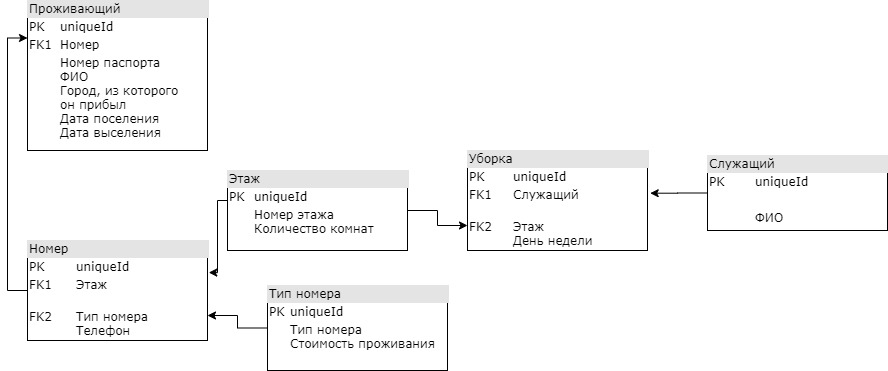 Проживающий
PK uniqueId
FK1 Номер
Номер паспорта
ФИО
Город, из которого
он прибыл
Дата поселения
Дата выселения
Этаж
PK uniqueId
Номер этажа
Количество комнат
Уборка
PK uniqueId
FK1 Служащий
FK2 Этаж
День недели
Служащий
PK uniqueId
ФИО
Номер
PK uniqueId
FK1 Этаж
FK2 Тип номера
Телефон
Тип номера
PK uniqueId
Тип номера
Стоимость проживания